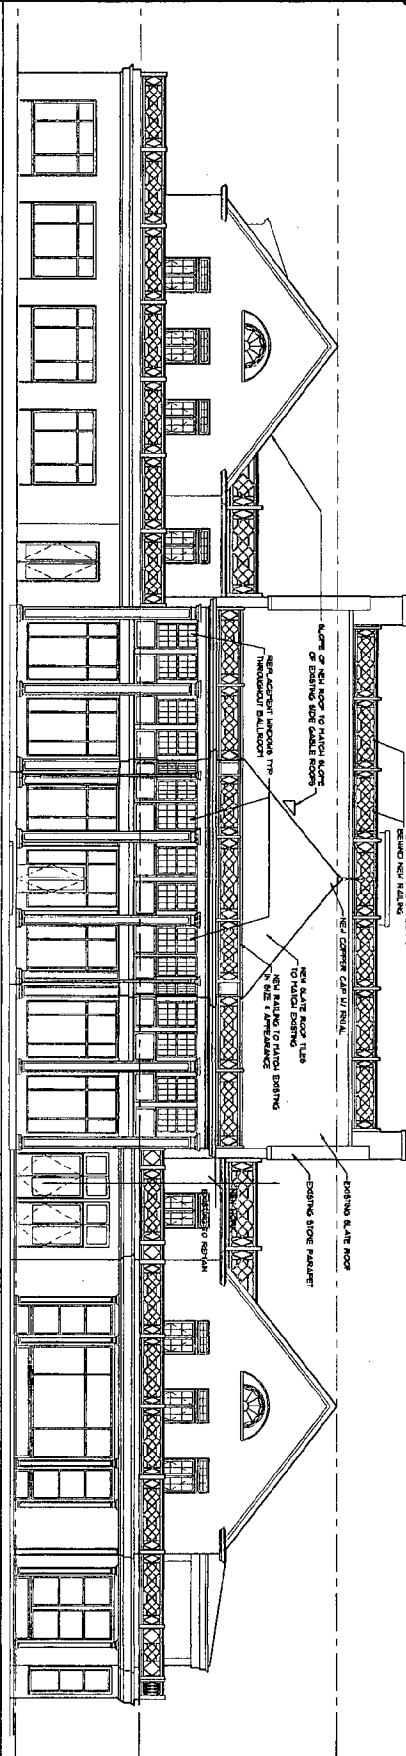 BEHIND NEW RAILING
SLOPE OF NEW ROOF TO MATCH SLOPE
OF EXISTING SIDE GABLE ROOFS
REPLACEMENT WINDOWS TYP.
THROUGHOUT BALLROOM
NEW COPPER CAP W/ FINIAL
NEW SLATE ROOF TILES
TO MATCH EXISTING
NEW RAILING TO MATCH EXISTING
IN SIZE & APPEARANCE
EXISTING SLATE ROOF
EXISTING STONE PARAPET
TO REMAIN